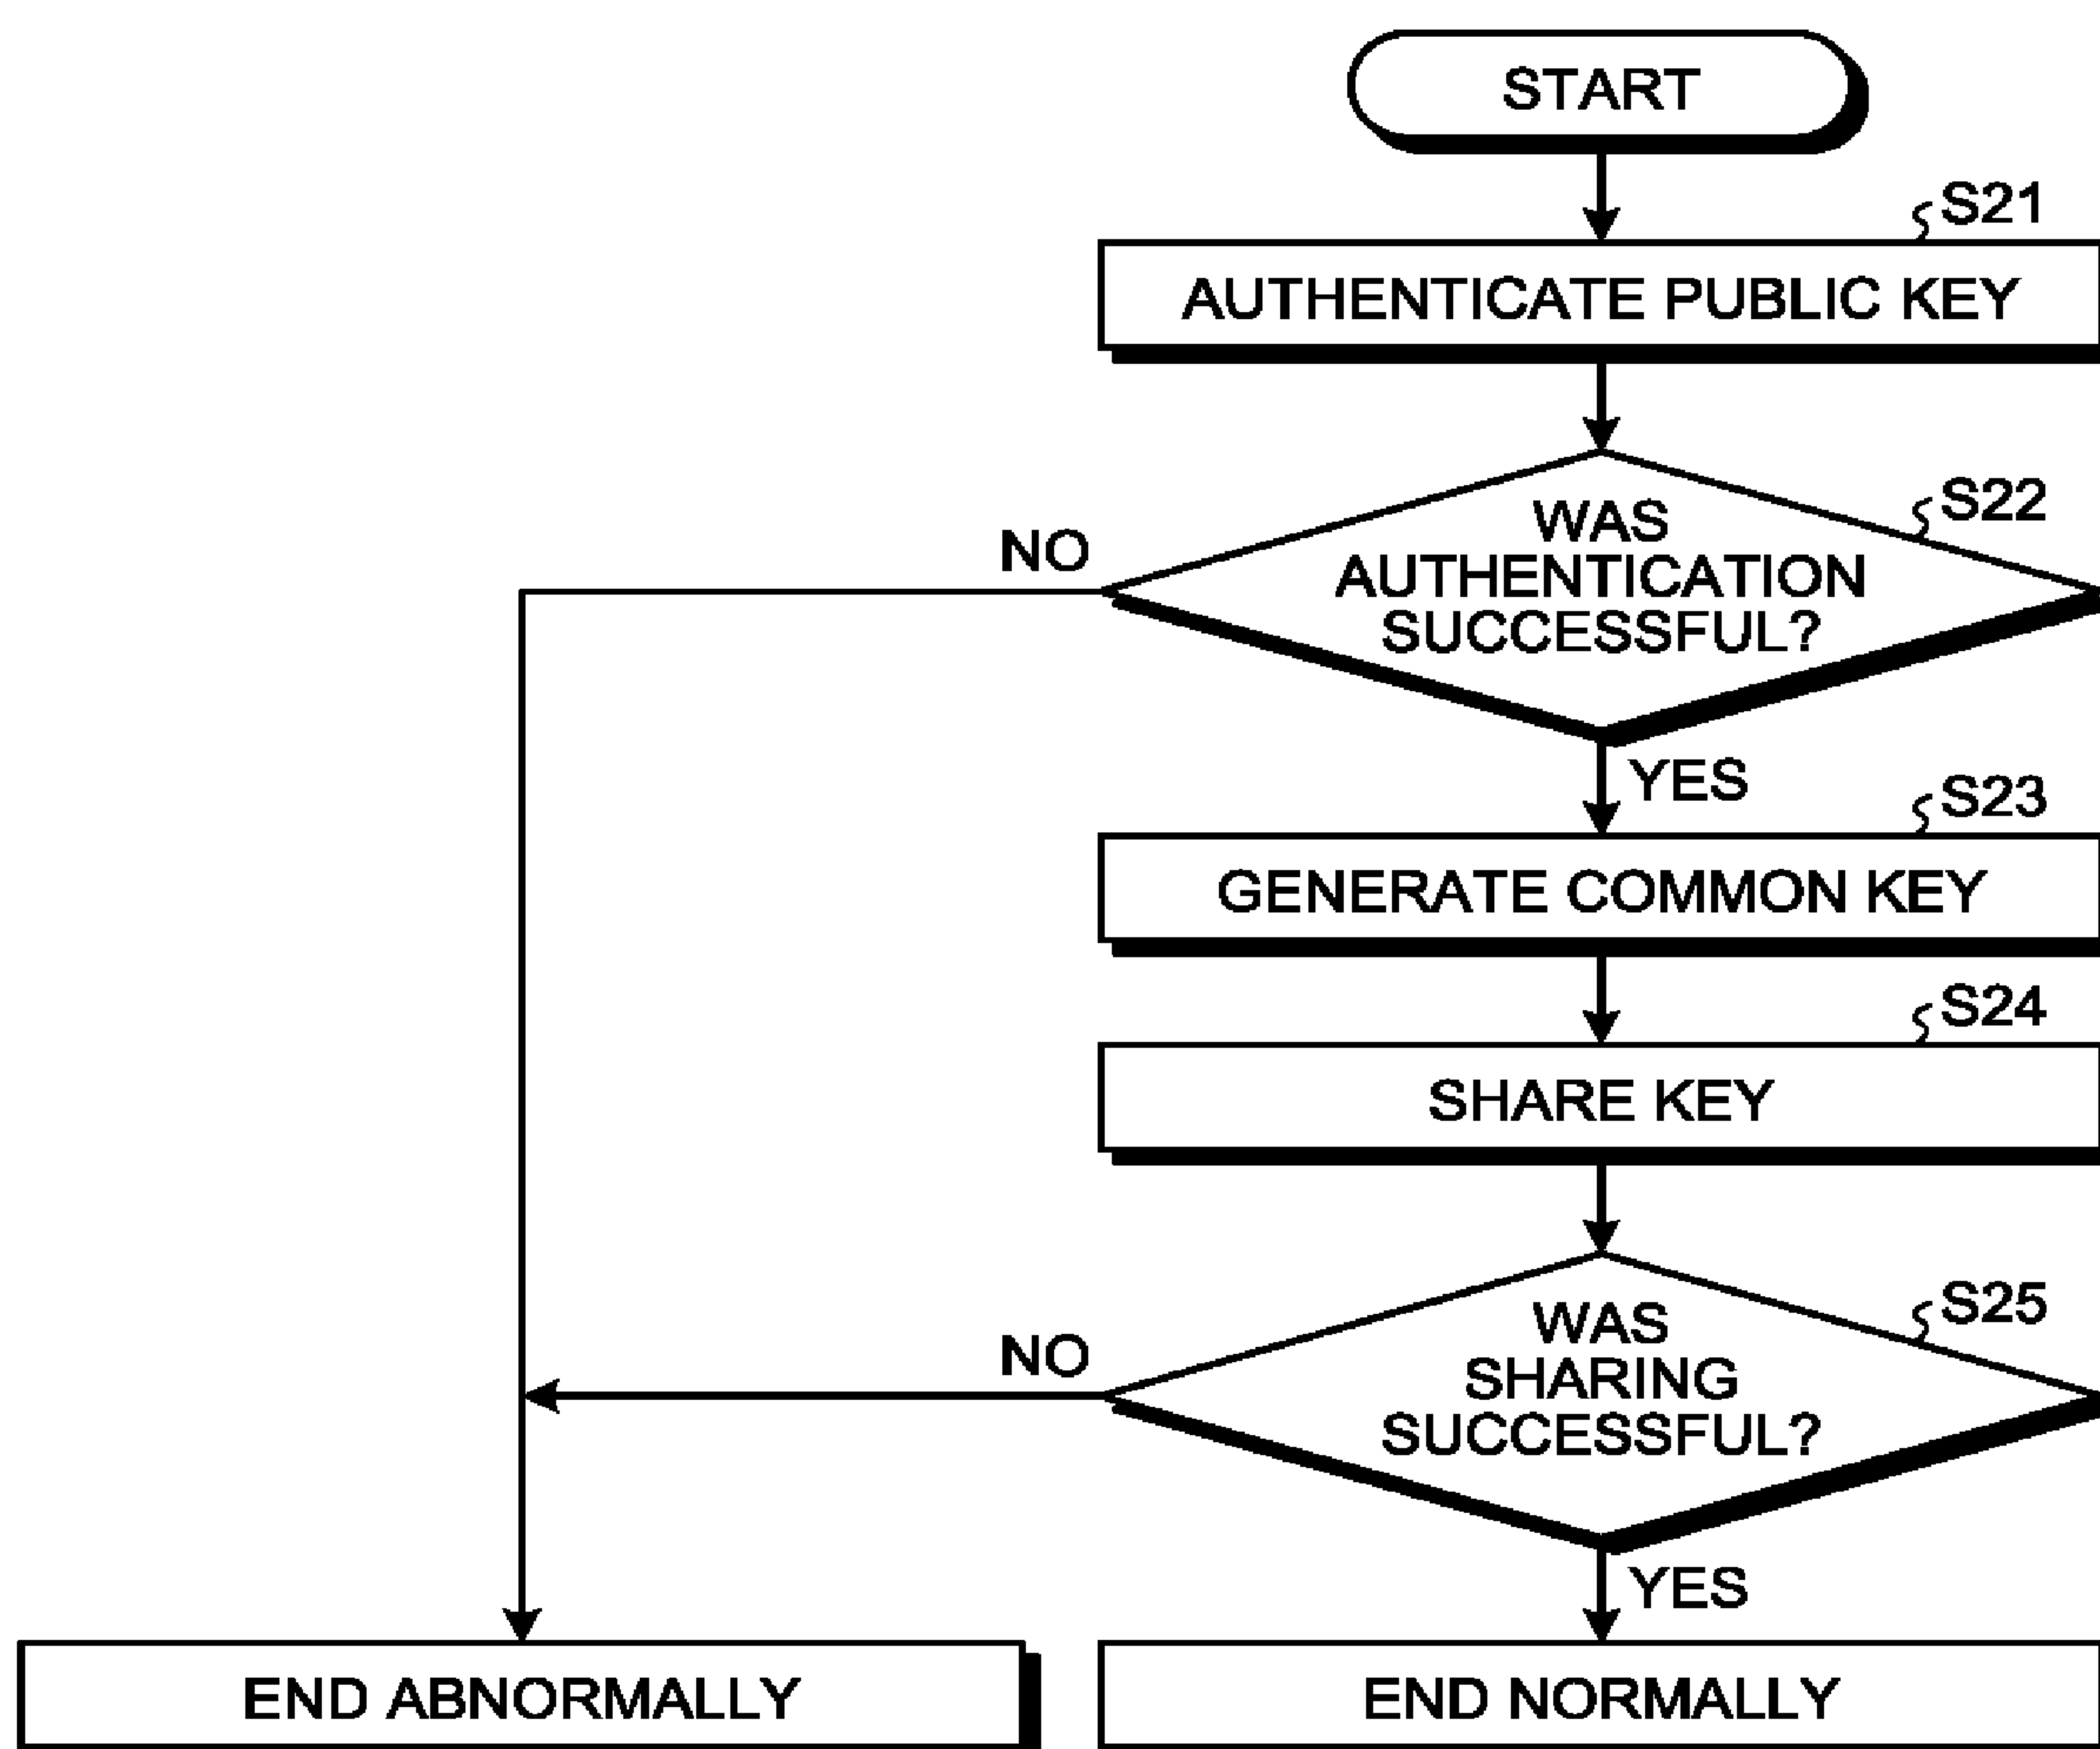 START
S21
AUTHENTICATE PUBLIC KEY
S22
WAS
AUTHENTICATION
SUCCESSFUL?
NO
YES
S23
GENERATE COMMON KEY
S24
SHARE KEY
S25
WAS
SHARING
SUCCESSFUL?
NO
YES
END ABNORMALLY
END NORMALLY